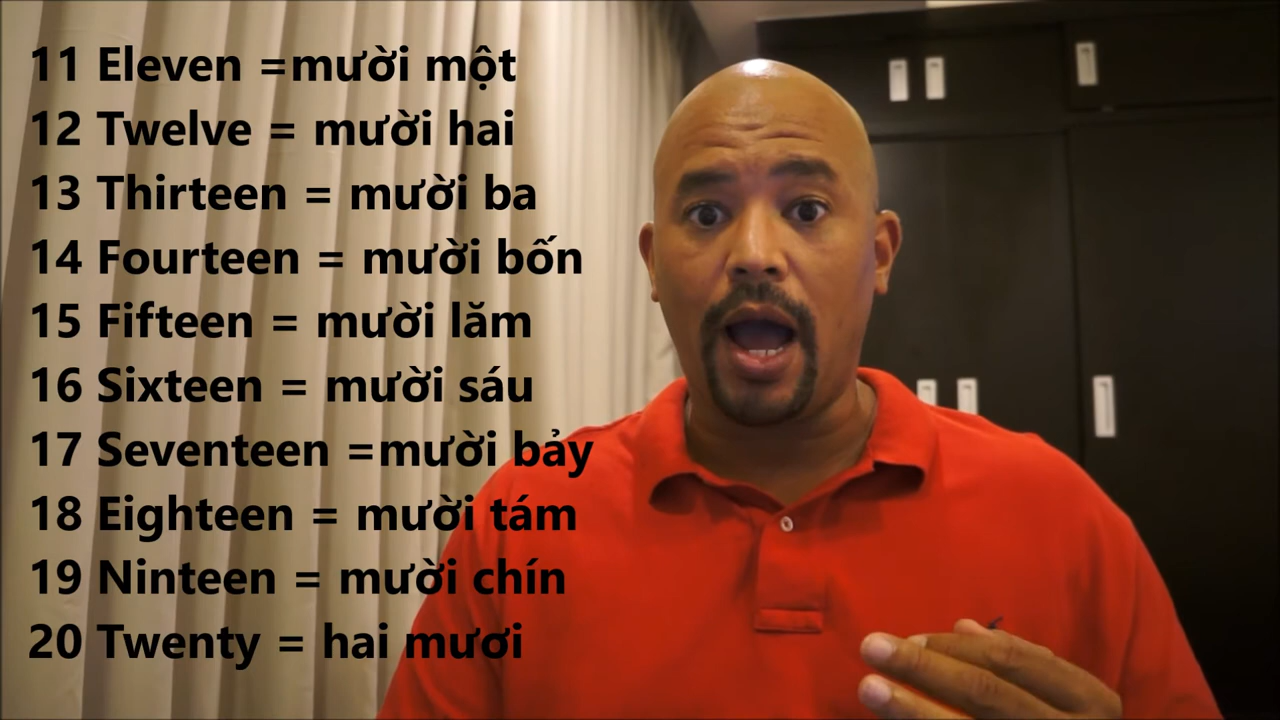 11 Eleven =mười một
12 Twelve = mười hai
13 Thirteen = mười ba
14 Fourteen = mười bốn
15 Fifteen = mười lăm
16 Sixteen = mười sáu
17 Seventeen =mười bảy
18 Eighteen = mười tám
19 Ninteen = mười chín
20 Twenty = hai mươi